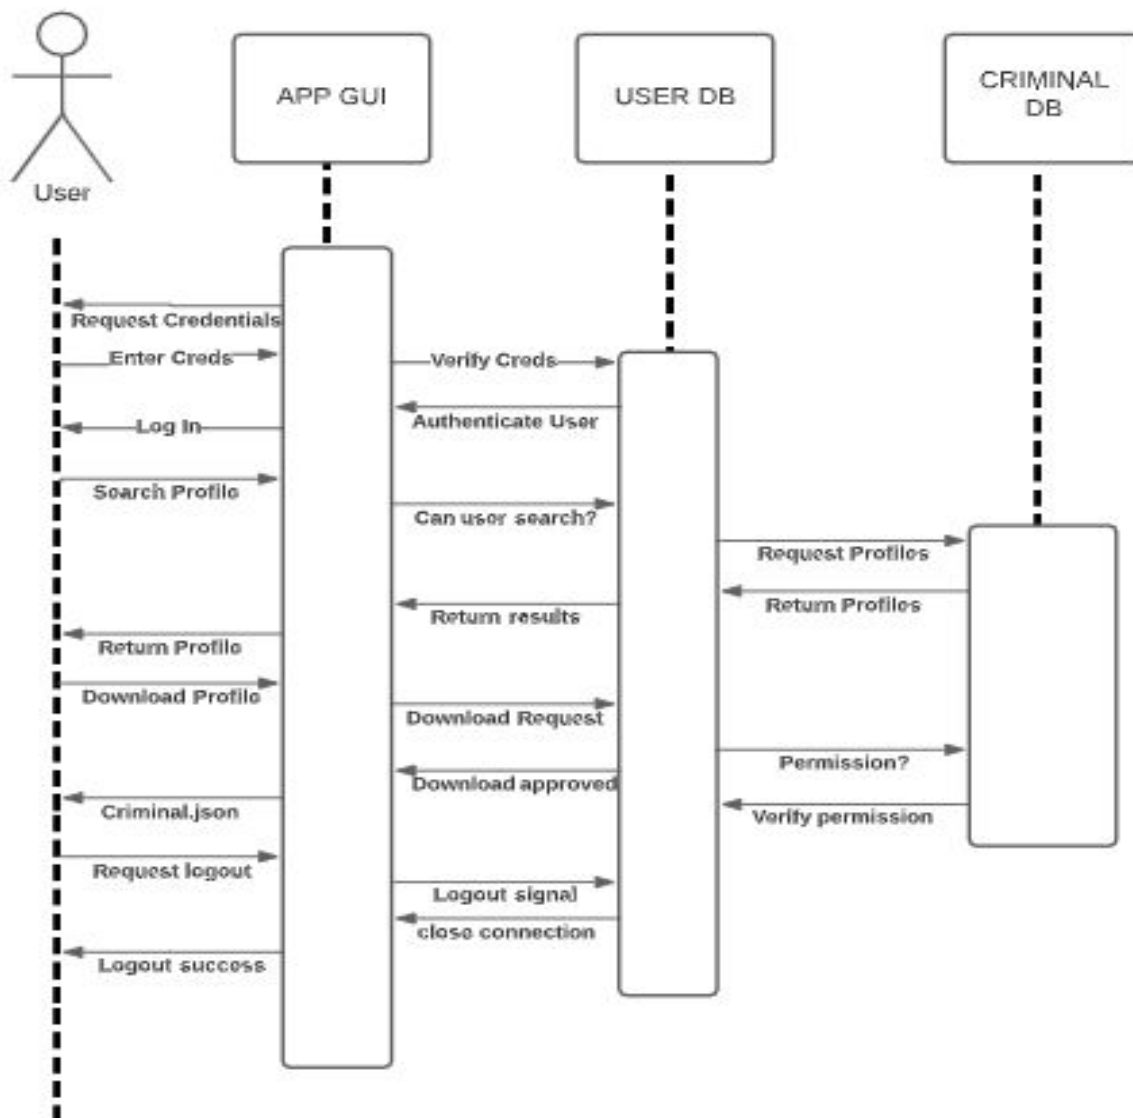 APP GUI
USER DB
CRIMINAL
DB
User
Request Credentials
Enter Creds
Verify Creds
Authenticate User
Log In
Search Profile
Can user search?
Request Profiles
Return Profiles
Return results
Return Profile
Download Profile
Download Request
Permission?
Download approved
Criminal.json
Verify permission
Request logout
Logout signal
close connection
Logout success